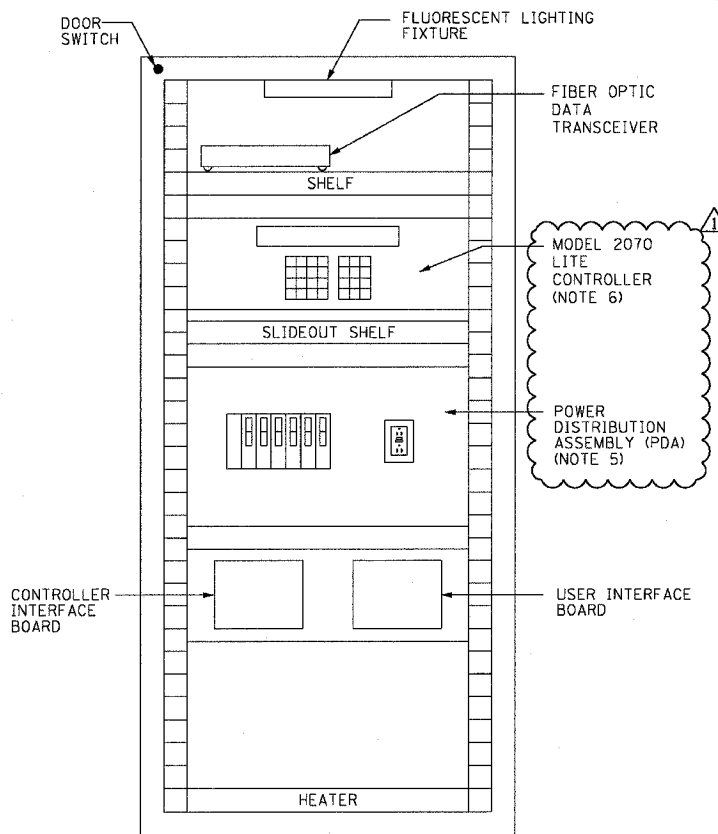 DOOR
SWITCH
FLUORESCENT LIGHTING
FIXTURE
FIBER OPTIC
DATA
TRANSCEIVER
SHELF
1
MODEL 2070
LITE
CONTROLLER
(NOTE 6)
SLIDEOUT SHELF
POWER
DISTRIBUTION
ASSEMBLY (PDA)
(NOTE 5)
CONTROLLER
INTERFACE
BOARD
USER INTERFACE
BOARD
HEATER